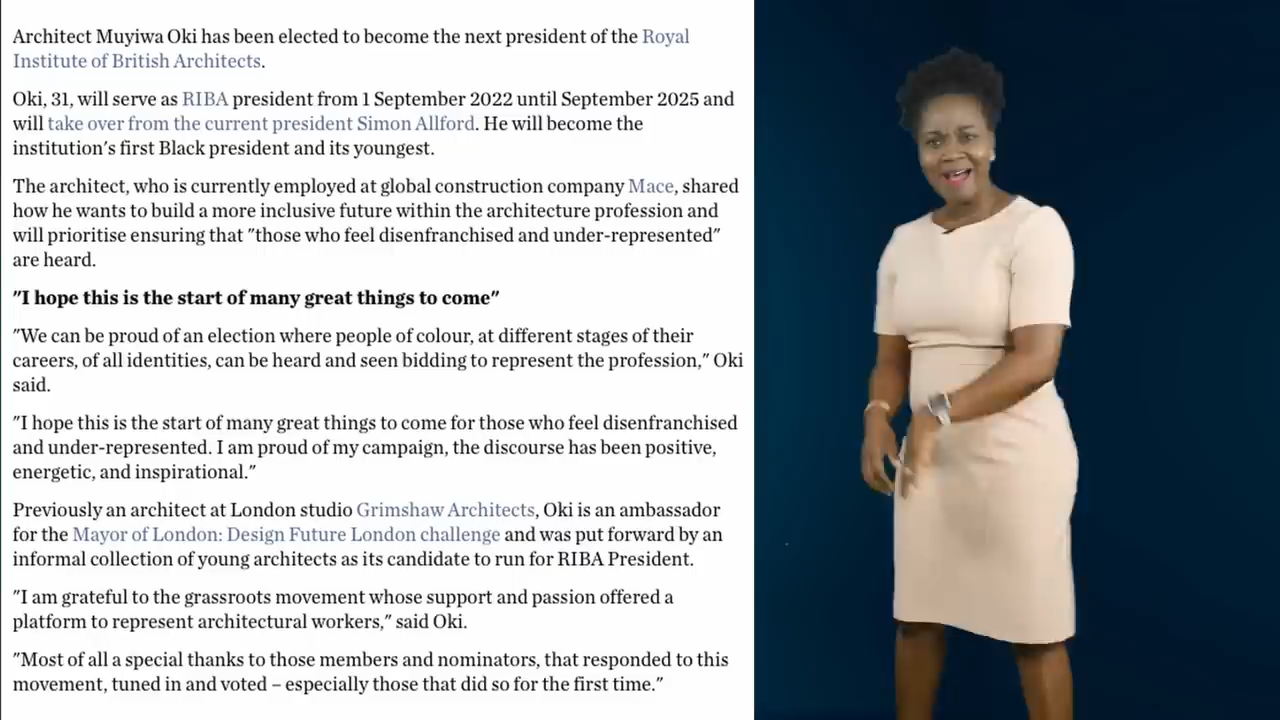 Architect Muyiwa Oki has been elected to become the next president of the Royal
Institute of British Architects.
Oki, 31, will serve as RIBA president from 1 September 2022 until September 2025 and
will take over from the current president Simon Allford. He will become the
institution's first Black president and its youngest.
The architect, who is currently employed at global construction company Mace, shared
how he wants to build a more inclusive future within the architecture profession and
will prioritise ensuring that "those who feel disenfranchised and under-represented"
are heard.
"I hope this is the start of many great things to come"
"We can be proud of an election where people of colour, at different stages of their
careers, of all identities, can be heard and seen bidding to represent the profession," Oki
said.
"I hope this is the start of many great things to come for those who feel disenfranchised
and under-represented. I am proud of my campaign, the discourse has been positive,
energetic, and inspirational."
Previously an architect at London studio Grimshaw Architects, Oki is an ambassador
for the Mayor of London: Design Future London challenge and was put forward by an
informal collection of young architects as its candidate to run for RIBA President.
"I am grateful to the grassroots movement whose support and passion offered a
platform to represent architectural workers," said Oki.
"Most of all a special thanks to those members and nominators, that responded to this
movement, tuned in and voted – especially those that did so for the first time."